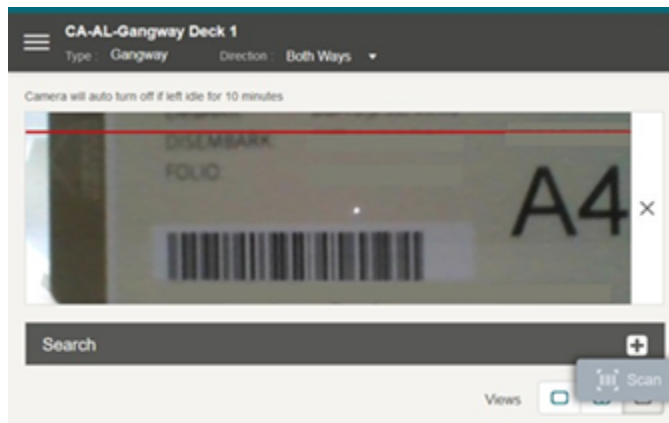 CA-AL-Gangway Deck 1
Type : Gangway Direction : Both Ways
Camera will auto turn off if left idle for 10 minutes
DISEMBARK
FOLIO
A4
Search
Scan
Views